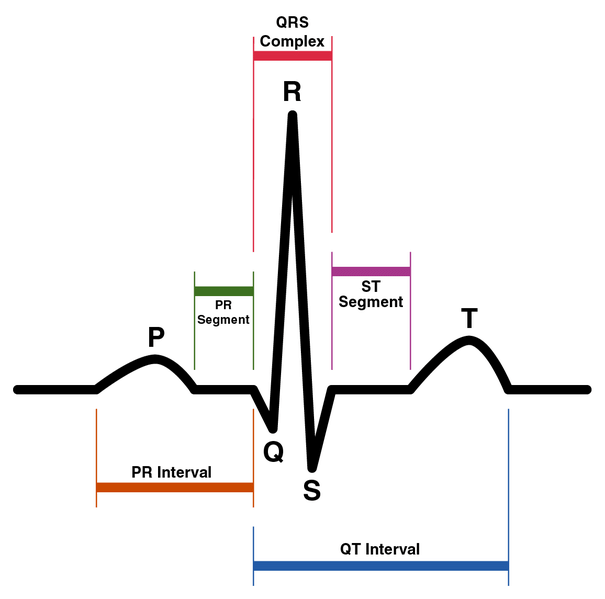 QRS
Complex
R
ST
Segment
PR
Segment
P
T
Q
PR Interval
S
QT Interval